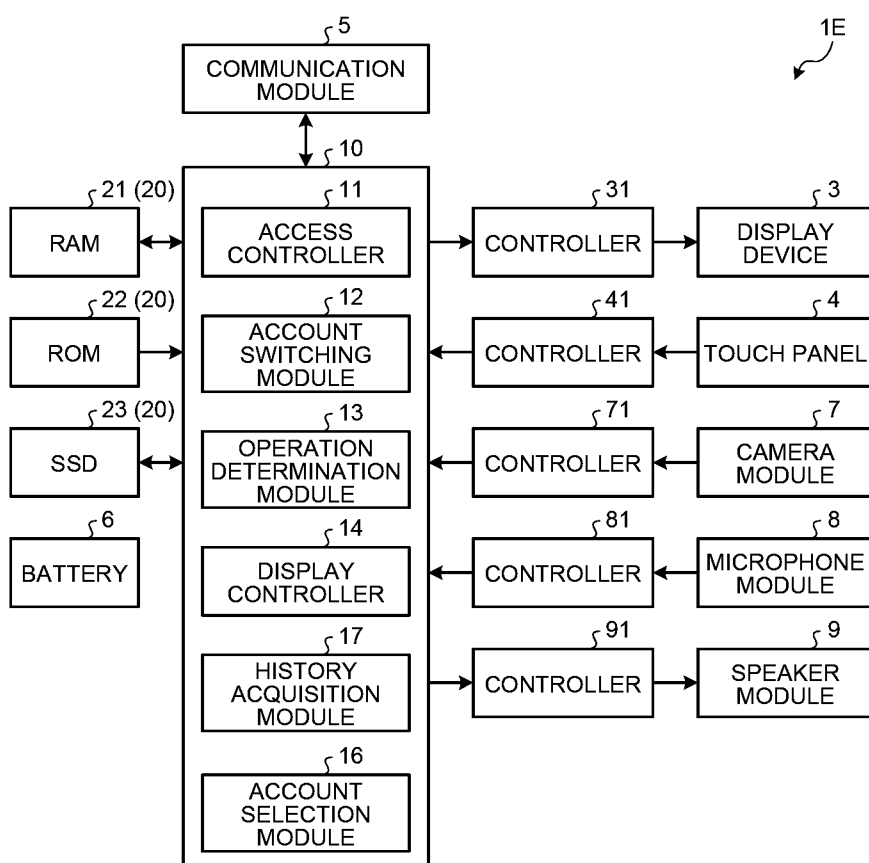 5
1E
COMMUNICATION
MODULE
10
21 (20)
RAM
11
ACCESS
CONTROLLER
31
CONTROLLER
3
DISPLAY
DEVICE
22 (20)
ROM
12
ACCOUNT
SWITCHING
MODULE
41
CONTROLLER
4
TOUCH PANEL
23 (20)
SSD
13
OPERATION
DETERMINATION
MODULE
71
CONTROLLER
7
CAMERA
MODULE
6
BATTERY
14
DISPLAY
CONTROLLER
81
CONTROLLER
8
MICROPHONE
MODULE
17
HISTORY
ACQUISITION
MODULE
91
CONTROLLER
9
SPEAKER
MODULE
16
ACCOUNT
SELECTION
MODULE